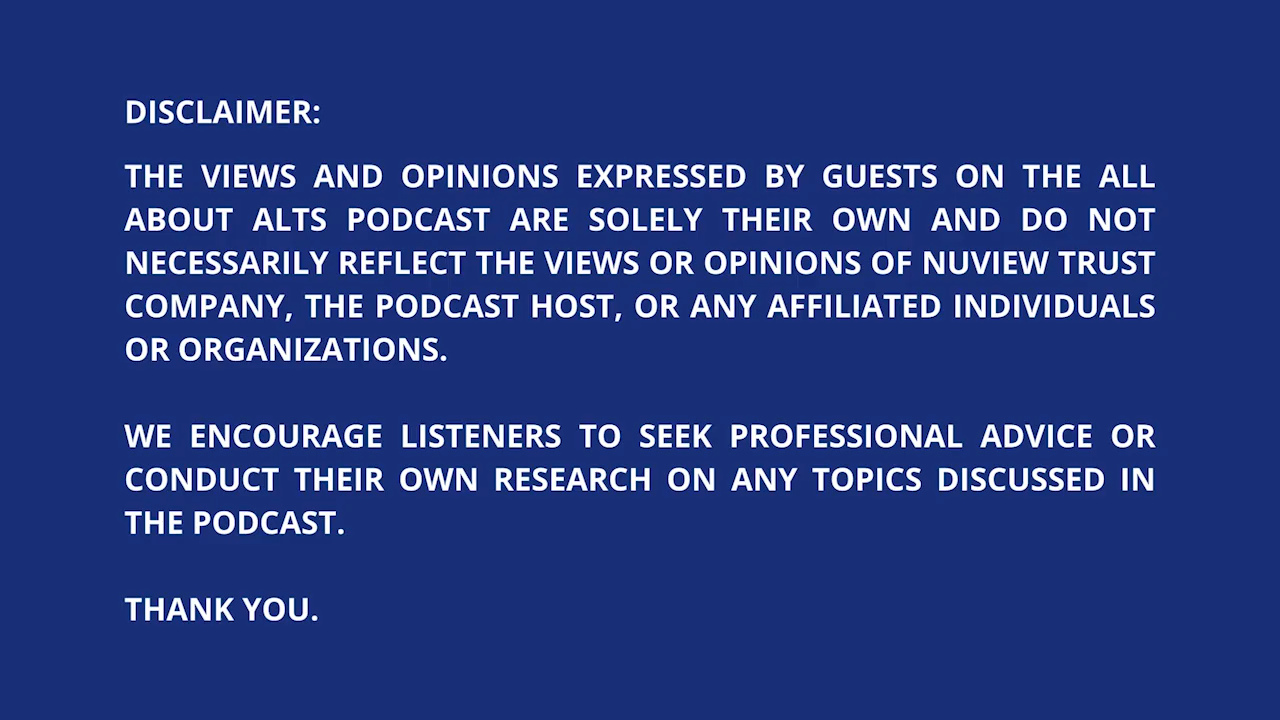 DISCLAIMER:
THE VIEWS AND OPINIONS EXPRESSED BY GUESTS ON THE ALL
ABOUT ALTS PODCAST ARE SOLELY THEIR OWN AND DO NOT
NECESSARILY REFLECT THE VIEWS OR OPINIONS OF NUVIEW TRUST
COMPANY, THE PODCAST HOST, OR ANY AFFILIATED INDIVIDUALS
OR ORGANIZATIONS.
WE ENCOURAGE LISTENERS TO SEEK PROFESSIONAL ADVICE OR
CONDUCT THEIR OWN RESEARCH ON ANY TOPICS DISCUSSED IN
THE PODCAST.
THANK YOU.